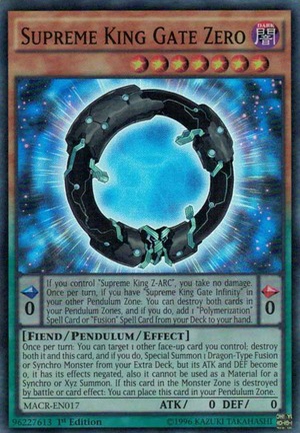 SUPREME KING GATE ZERO
If you control "Supreme King Z-ARC", you take no damage.
Once per turn, if you have "Supreme King Gate Infinity" in
your other Pendulum Zone: You can destroy both cards
in your Pendulum Zones, and if you do, add 1 "Polymerization"
Spell Card or "Fusion" Spell Card from your Deck to your hand.
0
0
[FIEND/PENDULUM/EFFECT]
Once per turn: You can target 1 other face-up card you control; destroy
both it and this card, and if you do, Special Summon 1 Dragon-Type Fusion
or Synchro Monster from your Extra Deck, but its ATK and DEF become
0, it has its effects negated, also it cannot be used as a Material for a
Synchro or Xyz Summon. If this card in the Monster Zone is destroyed
by battle or card effect: You can place this card in your Pendulum Zone.
MACR-EN017
ATK/ 0 DEF/ 0
96227613 1st Edition
©1996 KAZUKI TAKAHASHI